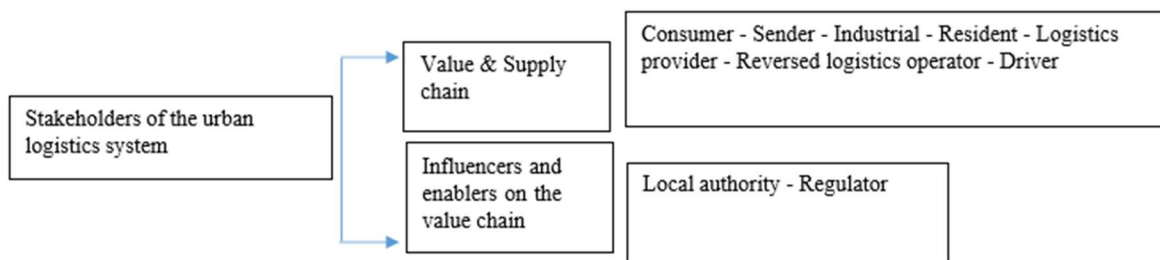 Stakeholders of the urban
logistics system
Value & Supply
chain
Consumer - Sender - Industrial - Resident - Logistics
provider - Reversed logistics operator - Driver
Influencers and
enablers on the
value chain
Local authority - Regulator